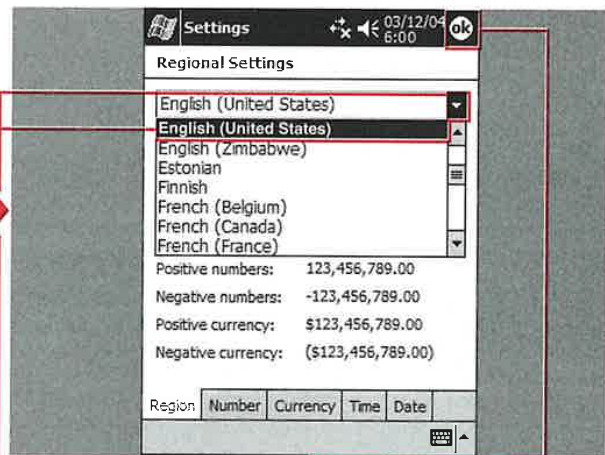 Settings 03/12/04
6:00 ok
Regional Settings
English (United States)
English (United States)
English (Zimbabwe)
Estonian
Finnish
French (Belgium)
French (Canada)
French (France)
Positive numbers: 123,456,789.00
Negative numbers: -123,456,789.00
Positive currency: $123,456,789.00
Negative currency: ($123,456,789.00)
Region Number Currency Time Date